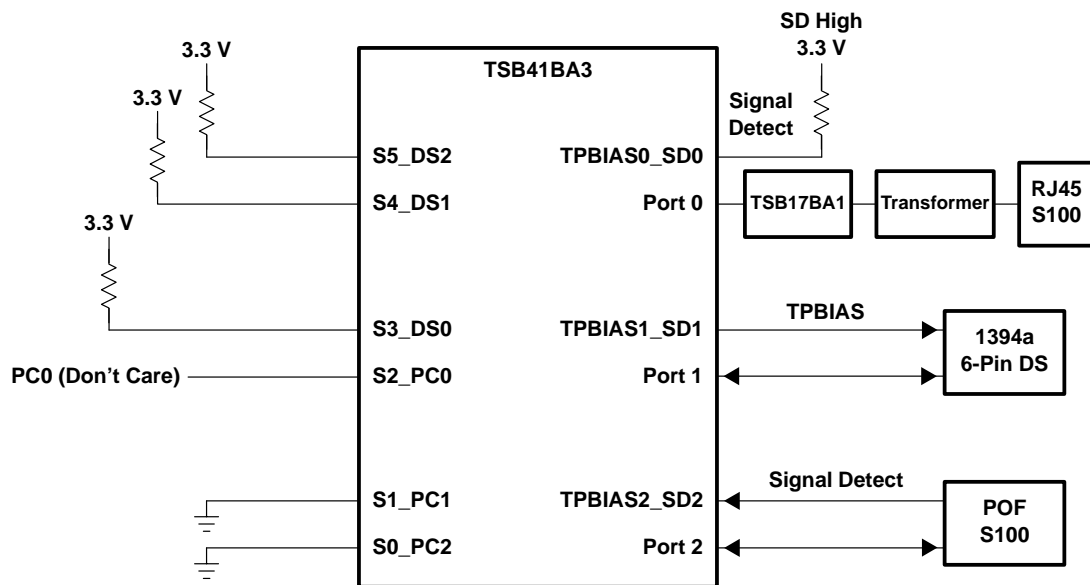 SD High
3.3 V
3.3 V
TSB41BA3
3.3 V
Signal
Detect
S5_DS2
TPBIAS0_SD0
S4_DS1
Port 0
TSB17BA1
Transformer
RJ45
S100
3.3 V
S3_DS0
TPBIAS1_SD1
TPBIAS
1394a
6-Pin DS
PC0 (Don't Care)
S2_PC0
Port 1
S1_PC1
TPBIAS2_SD2
Signal Detect
POF
S100
S0_PC2
Port 2